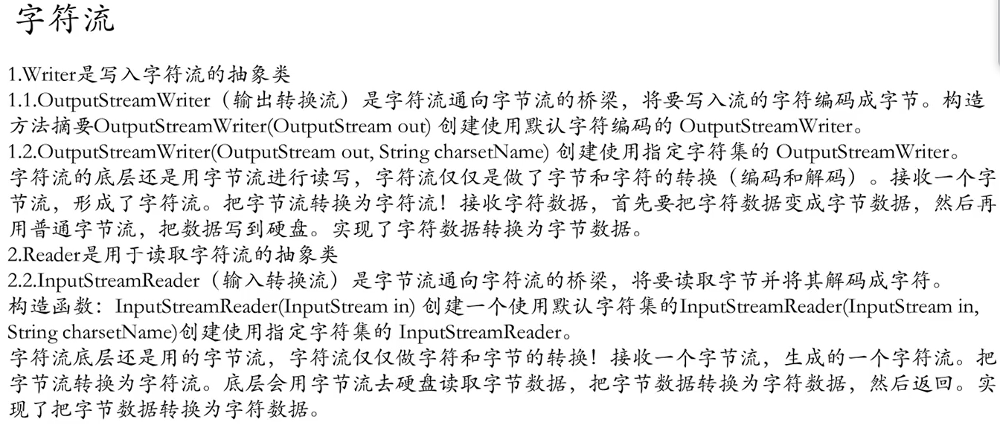 字符流
1.Writer是写入字符流的抽象类
1.1.OutputStreamWriter（输出转换流）是字符流通向字节流的桥梁，将要写入流的字符编码成字节。构造
方法摘要OutputStreamWriter(OutputStream out) 创建使用默认字符编码的 OutputStreamWriter。
1.2.OutputStreamWriter(OutputStream out, String charsetName) 创建使用指定字符集的 OutputStreamWriter。
字符流的底层还是用字节流进行读写，字符流仅仅是做了字节和字符的转换（编码和解码）。接收一个字
节流，形成了字符流。把字节流转换为字符流！接收字符数据，首先要把字符数据变成字节数据，然后再
用普通字节流，把数据写到硬盘。实现了字符数据转换为字节数据。
2.Reader是用于读取字符流的抽象类
2.2.InputStreamReader（输入转换流）是字节流通向字符流的桥梁，将要读取字节并将其解码成字符。
构造函数：InputStreamReader(InputStream in) 创建一个使用默认字符集的InputStreamReader(InputStream in,
String charsetName)创建使用指定字符集的 InputStreamReader。
字符流底层还是用的字节流，字符流仅仅做字符和字节的转换！接收一个字节流，生成的一个字符流。把
字节流转换为字符流。底层会用字节流去硬盘读取字节数据，把字节数据转换为字符数据，然后返回。实
现了把字节数据转换为字符数据。